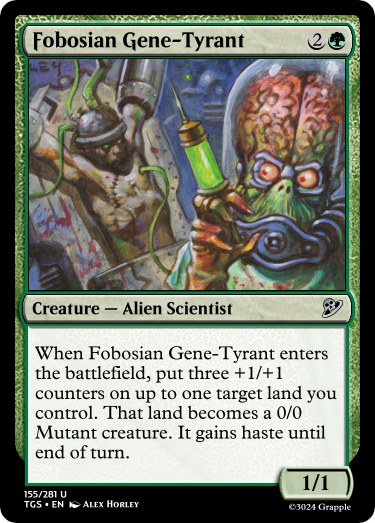 Fobosian Gene-Tyrant 2
LEY
Creature — Alien Scientist
When Fobosian Gene-Tyrant enters
the battlefield, put three +1/+1
counters on up to one target land you
control. That land becomes a 0/0
Mutant creature. It gains haste until
end of turn.
1/1
155/281 U
TGS • EN Alex Horley
©3024 Grapple